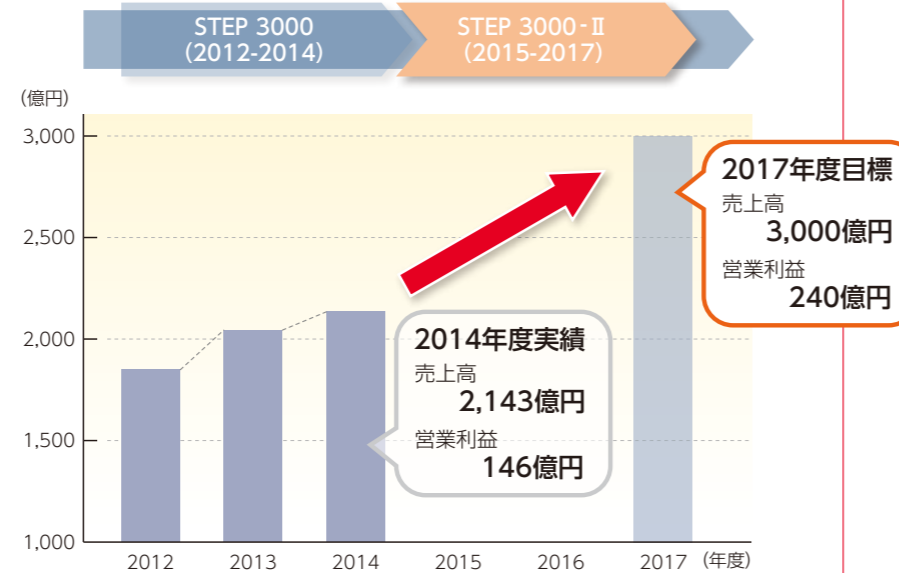 STEP 3000
(2012-2014)
STEP 3000-Ⅱ
(2015-2017)
(億円)
3,000
2,500
2,000
1,500
1,000
2017年度目標
売上高
3,000億円
営業利益
240億円
2014年度実績
売上高
2,143億円
営業利益
146億円
2012
2013
2014
2015
2016
2017
(年度)